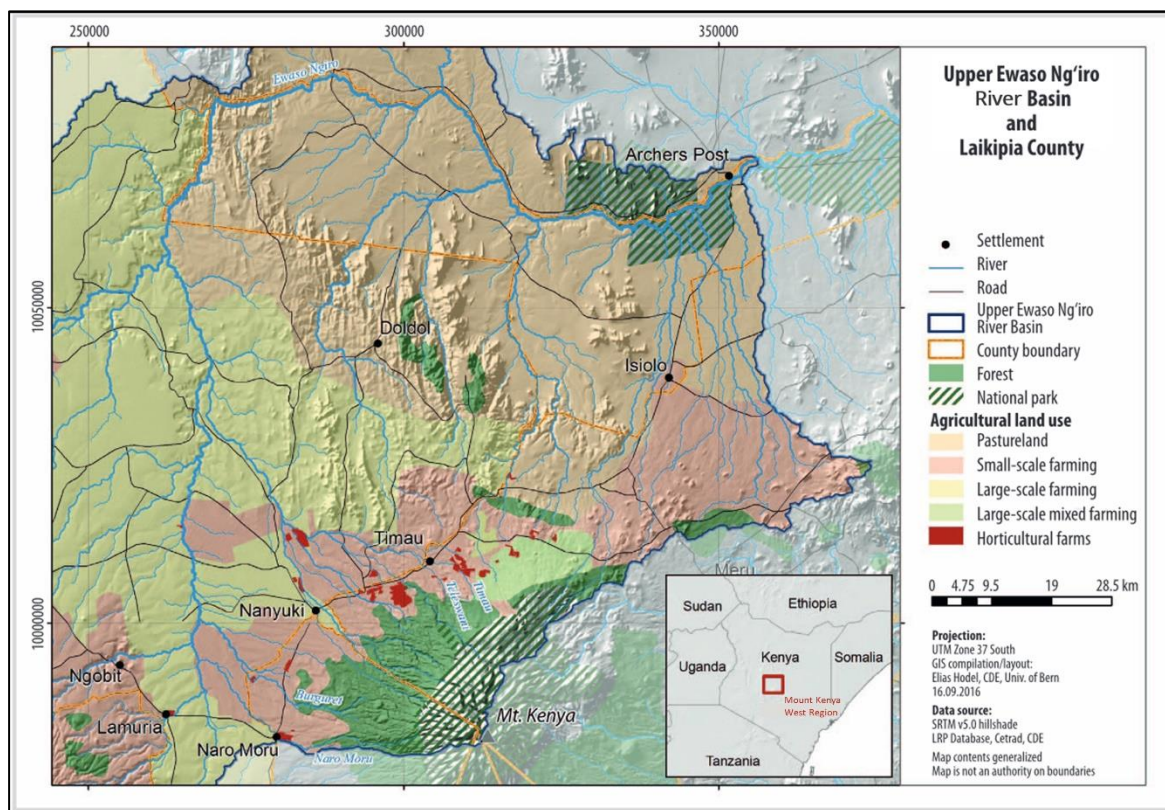 250000
300000
350000
10050000
10000000
Ewaso Ngiro
Archers Post
Doldol
Isiolo
Timau
Timau
Teleswani
Nanyuki
Meru
Ngobit
Burguret
Lamuria
Mt. Kenya
Naro Moru
Naro Moru
Sudan
Ethiopia
Uganda
Kenya
Somalia
Mount Kenya
West Region
Tanzania
Upper Ewaso Ng'iro
River Basin
and
Laikipia County
Settlement
River
Road
Upper Ewaso Ng'iro
River Basin
County boundary
Forest
National park
Agricultural land use
Pastureland
Small-scale farming
Large-scale farming
Large-scale mixed farming
Horticultural farms
0 4.75 9.5 19 28.5 km
Projection:
UTM Zone 37 South
GIS compilation/layout:
Elias Hodel, CDE, Univ. of Bern
16.09.2016
Data source:
SRTM v5.0 hillshade
LRP Database, Cetrad, CDE
Map contents generalized
Map is not an authority on boundaries